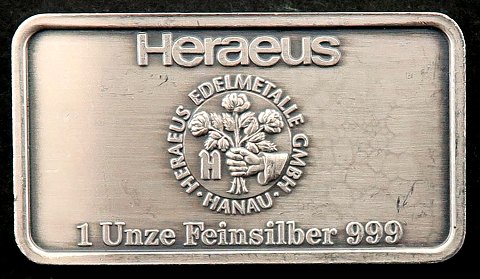 Heraeus
HERAEUS EDELMETALLE GMBH
· HANAU ·
H
1 Unze Feinsilber 999